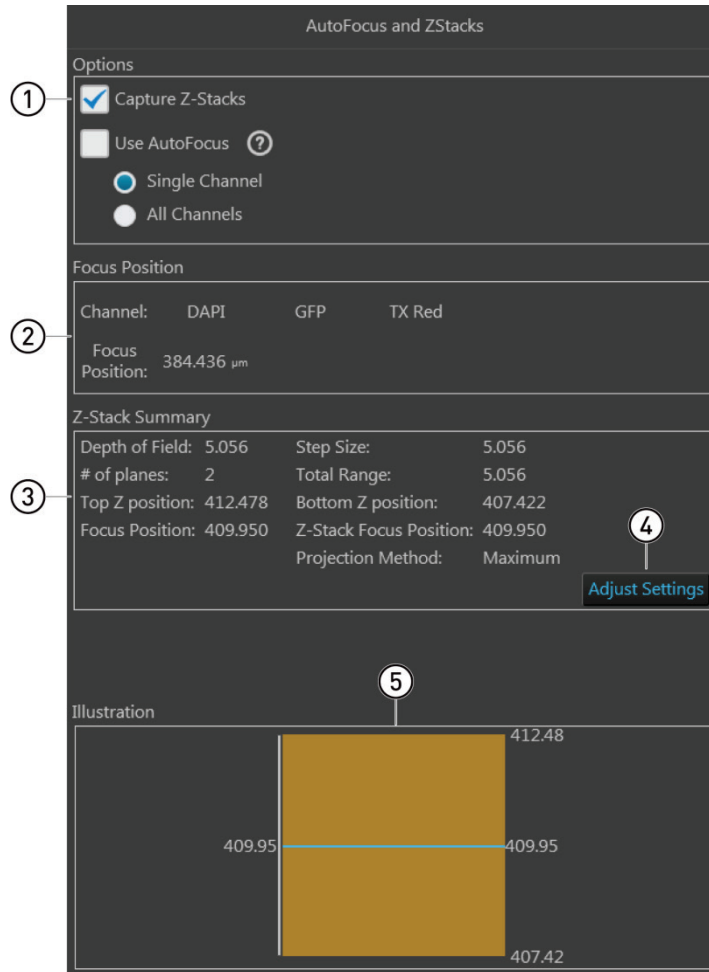 AutoFocus and ZStacks
Options
1
Capture Z-Stacks
Use AutoFocus ?
Single Channel
All Channels
Focus Position
2
Channel: DAPI GFP TX Red
Focus
Position: 384.436 µm
Z-Stack Summary
3
Depth of Field: 5.056 Step Size: 5.056
# of planes: 2 Total Range: 5.056
Top Z position: 412.478 Bottom Z position: 407.422
Focus Position: 409.950 Z-Stack Focus Position: 409.950
Projection Method: Maximum
4
Adjust Settings
5
Illustration
412.48
409.95 409.95
407.42